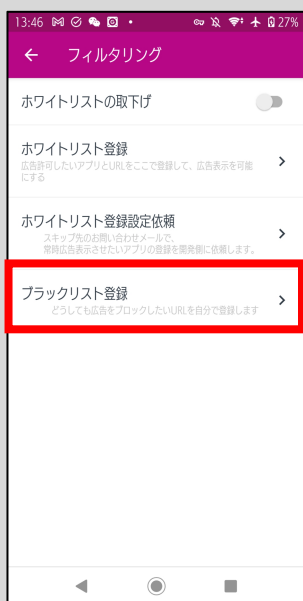 13:46
27%
フィルタリング
ホワイトリストの取下げ
ホワイトリスト登録
広告許可したいアプリとURLをここで登録して、広告表示を可能
にする
ホワイトリスト登録設定依頼
スキップ先のお問い合わせメールで、
常時広告表示させたいアプリの登録を開発側に依頼します。
ブラックリスト登録
どうしても広告をブロックしたいURLを自分で登録します